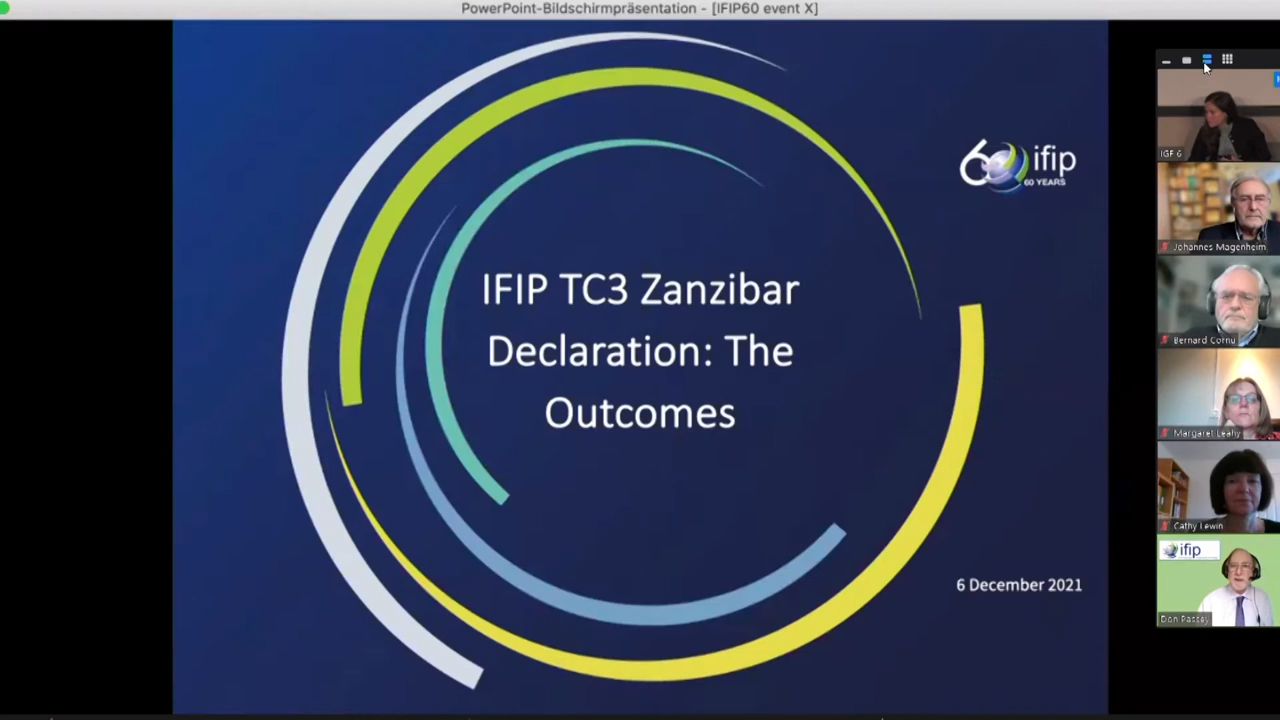 PowerPoint-Bildschirmpräsentation - [IFIP60 event X]
60 ifip
60 YEARS
IFIP TC3 Zanzibar
Declaration: The
Outcomes
6 December 2021
IGF 6
Johannes Magenheim
Bernard Cornu
Margaret Leahy
Cathy Lewin
ifip
Don Passey